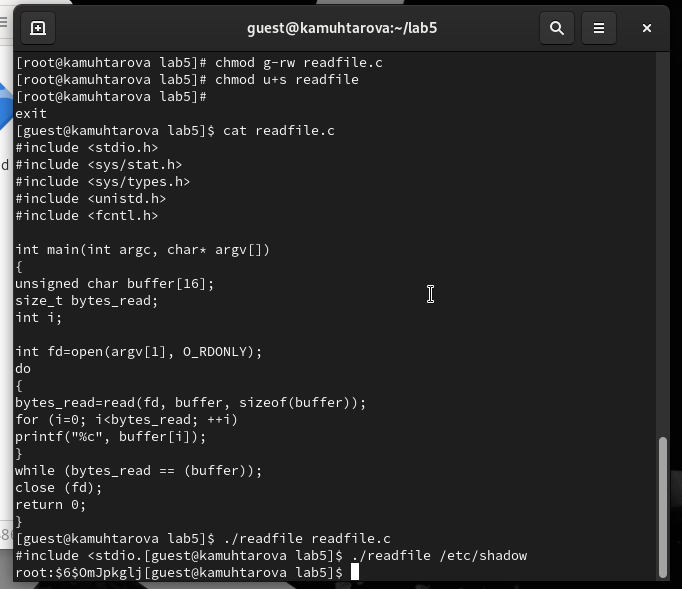 guest@kamuhtarova:~/lab5
[root@kamuhtarova lab5]# chmod g-rw readfile.c
[root@kamuhtarova lab5]# chmod u+s readfile
[root@kamuhtarova lab5]#
exit
[guest@kamuhtarova lab5]$ cat readfile.c
#include <stdio.h>
#include <sys/stat.h>
#include <sys/types.h>
#include <unistd.h>
#include <fcntl.h>
int main(int argc, char* argv[])
{
unsigned char buffer[16];
size_t bytes_read;
int i;
int fd=open(argv[1], O_RDONLY);
do
{
bytes_read=read(fd, buffer, sizeof(buffer));
for (i=0; i<bytes_read; ++i)
printf("%c", buffer[i]);
}
while (bytes_read == (buffer));
close (fd);
return 0;
}
[guest@kamuhtarova lab5]$ ./readfile readfile.c
#include <stdio.[guest@kamuhtarova lab5]$ ./readfile /etc/shadow
root:$6$OmJpkglj[guest@kamuhtarova lab5]$